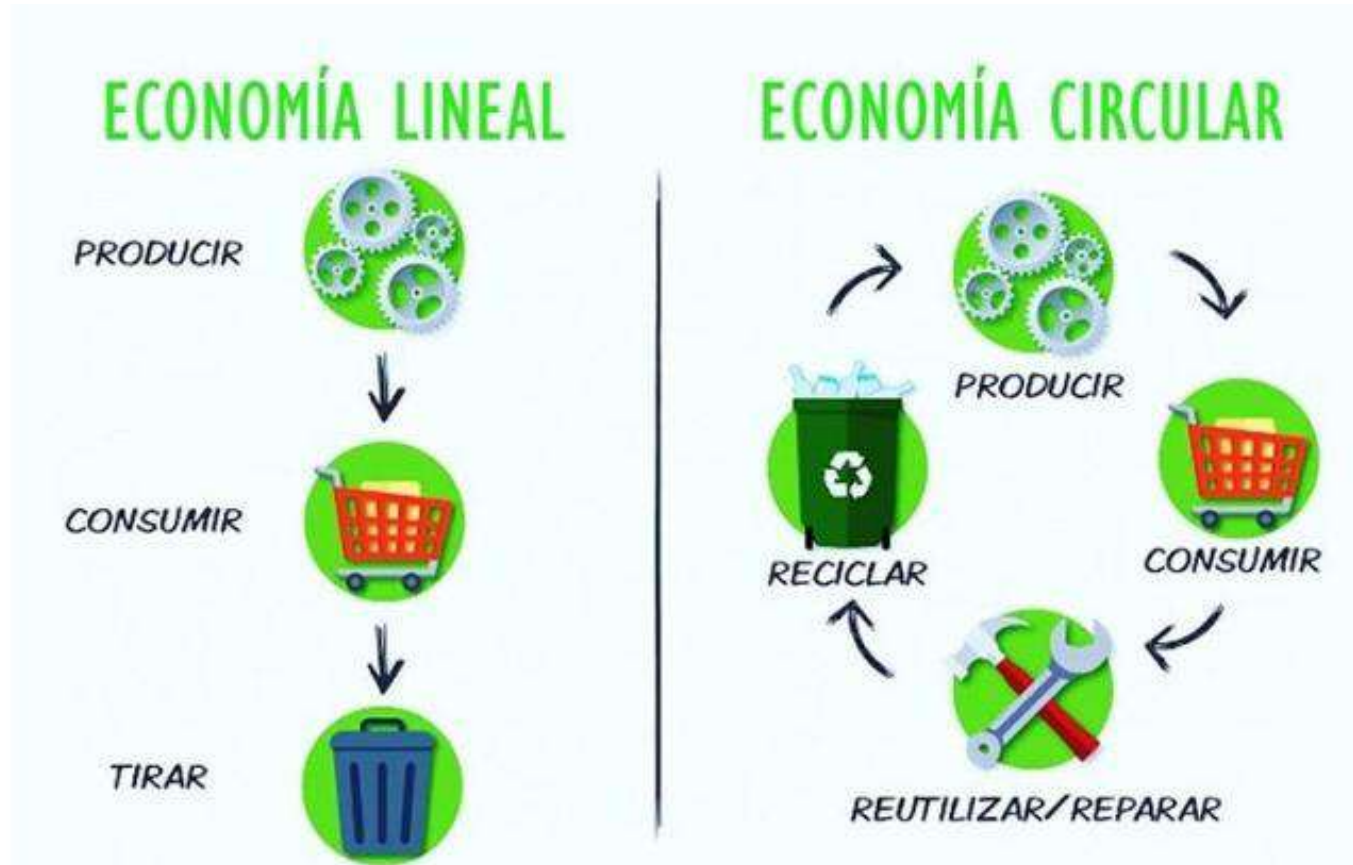 ECONOMÍA LINEAL
PRODUCIR
CONSUMIR
TIRAR
ECONOMÍA CIRCULAR
PRODUCIR
CONSUMIR
REUTILIZAR/REPARAR
RECICLAR